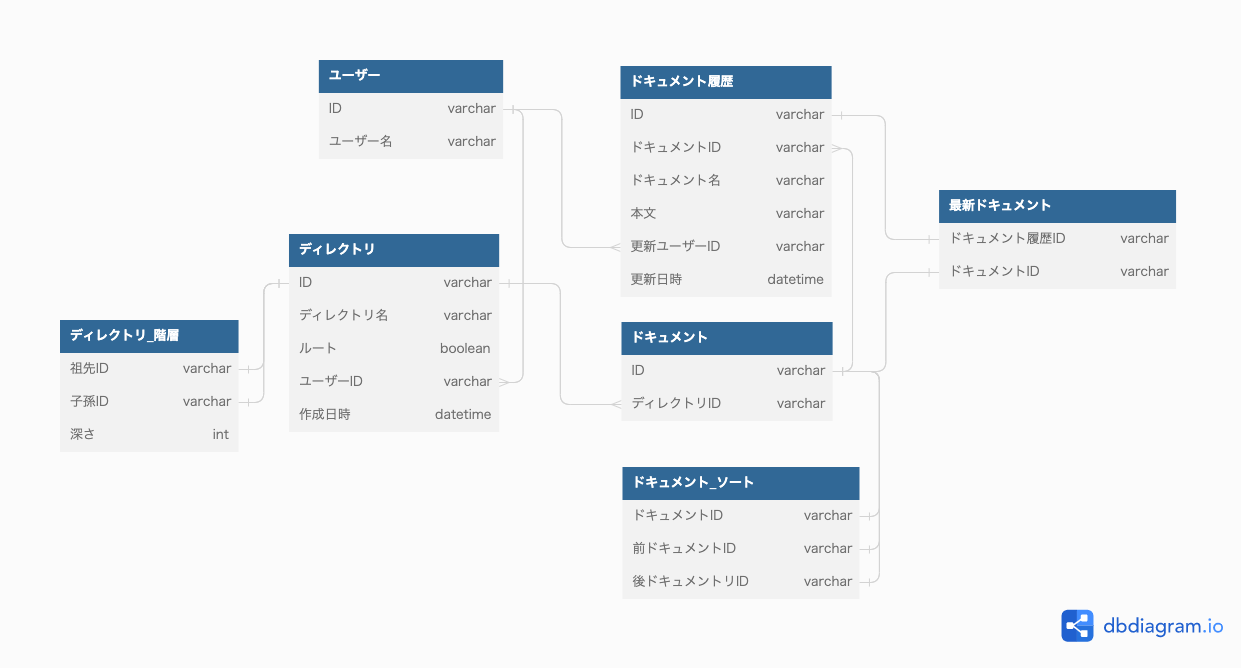 ユーザー
ID varchar
ユーザー名 varchar
ディレクトリ
ID varchar
ディレクトリ名 varchar
ルート boolean
ユーザーID varchar
作成日時 datetime
ディレクトリ_階層
祖先ID varchar
子孫ID varchar
深さ int
ドキュメント履歴
ID varchar
ドキュメントID varchar
ドキュメント名 varchar
本文 varchar
更新ユーザーID varchar
更新日時 datetime
ドキュメント
ID varchar
ディレクトリID varchar
ドキュメント_ソート
ドキュメントID varchar
前ドキュメントID varchar
後ドキュメントリID varchar
最新ドキュメント
ドキュメント履歴ID varchar
ドキュメントID varchar
dbdiagram.io